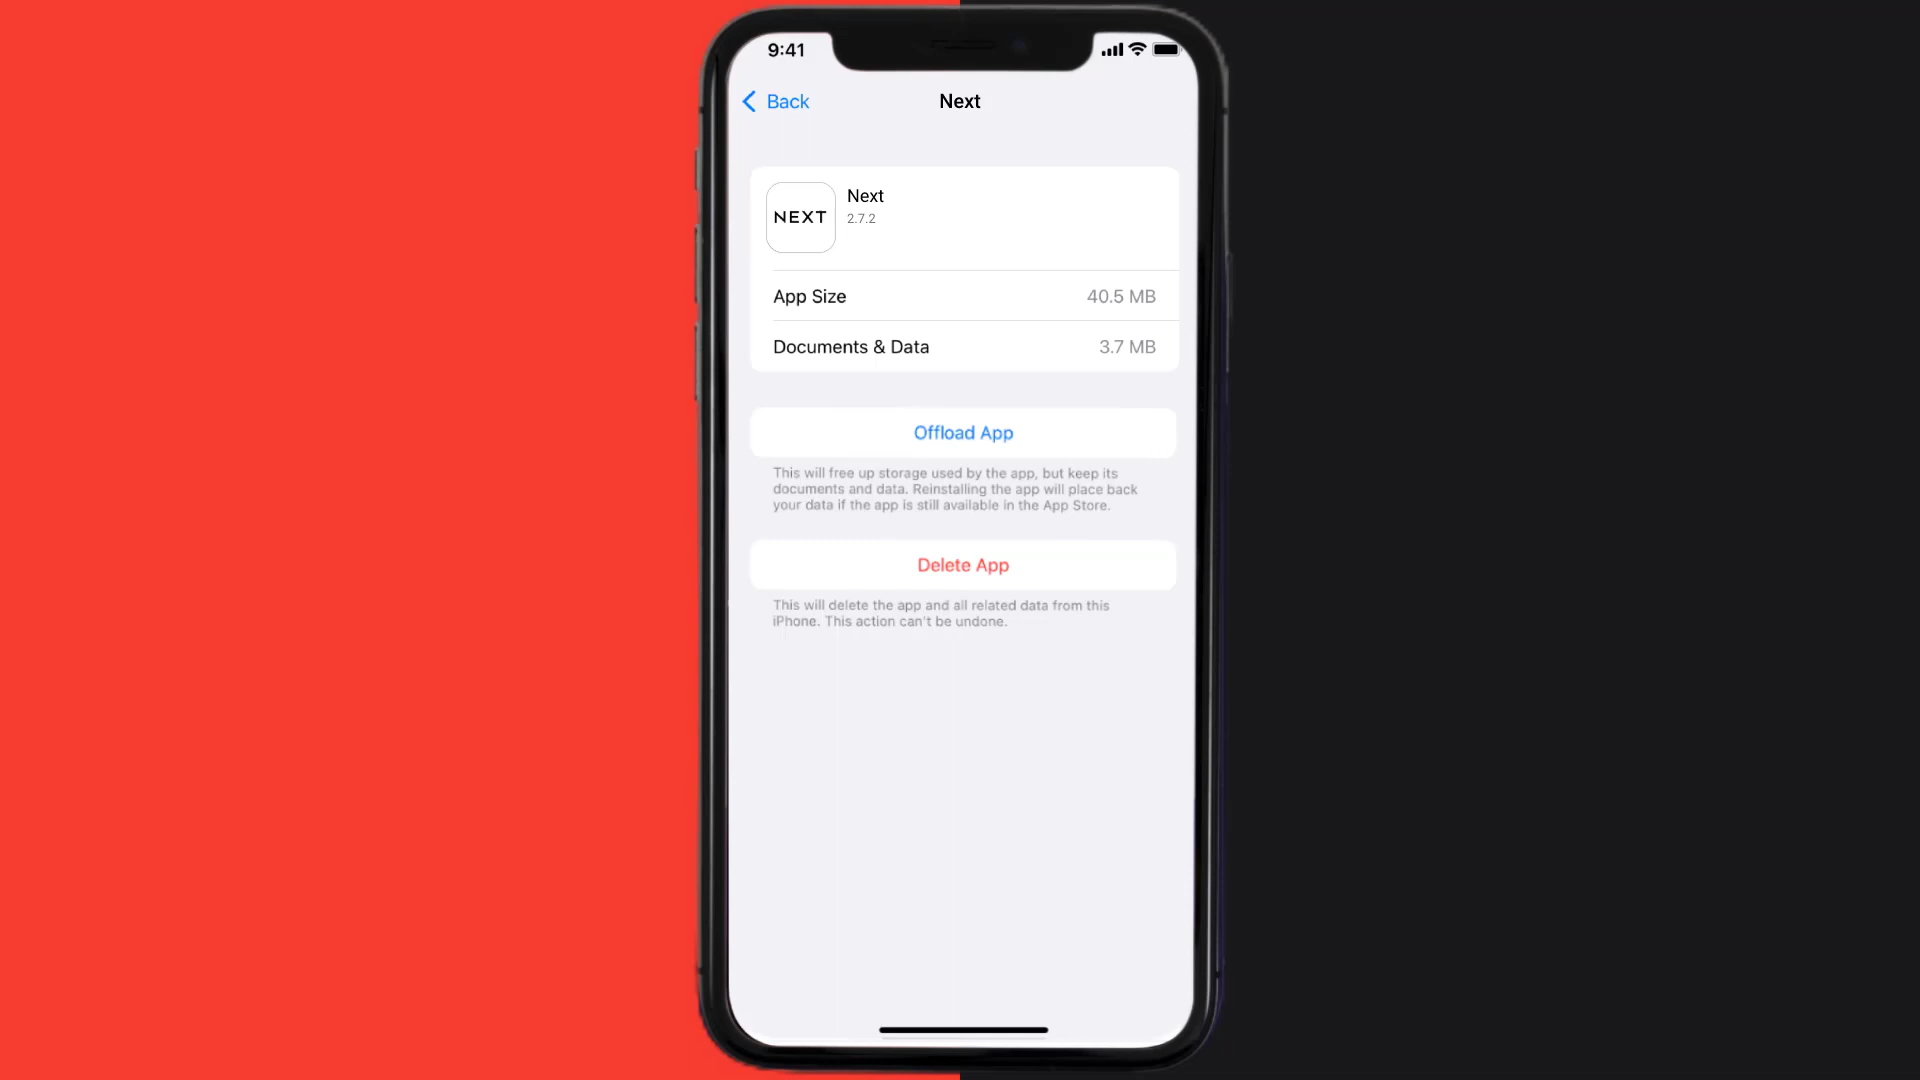 9:41
Back
Next
NEXT
Next
2.7.2
App Size
40.5 MB
Documents & Data
3.7 MB
Offload App
This will free up storage used by the app, but keep its
documents and data. Reinstalling the app will place back
your data if the app is still available in the App Store.
Delete App
This will delete the app and all related data from this
iPhone. This action can't be undone.